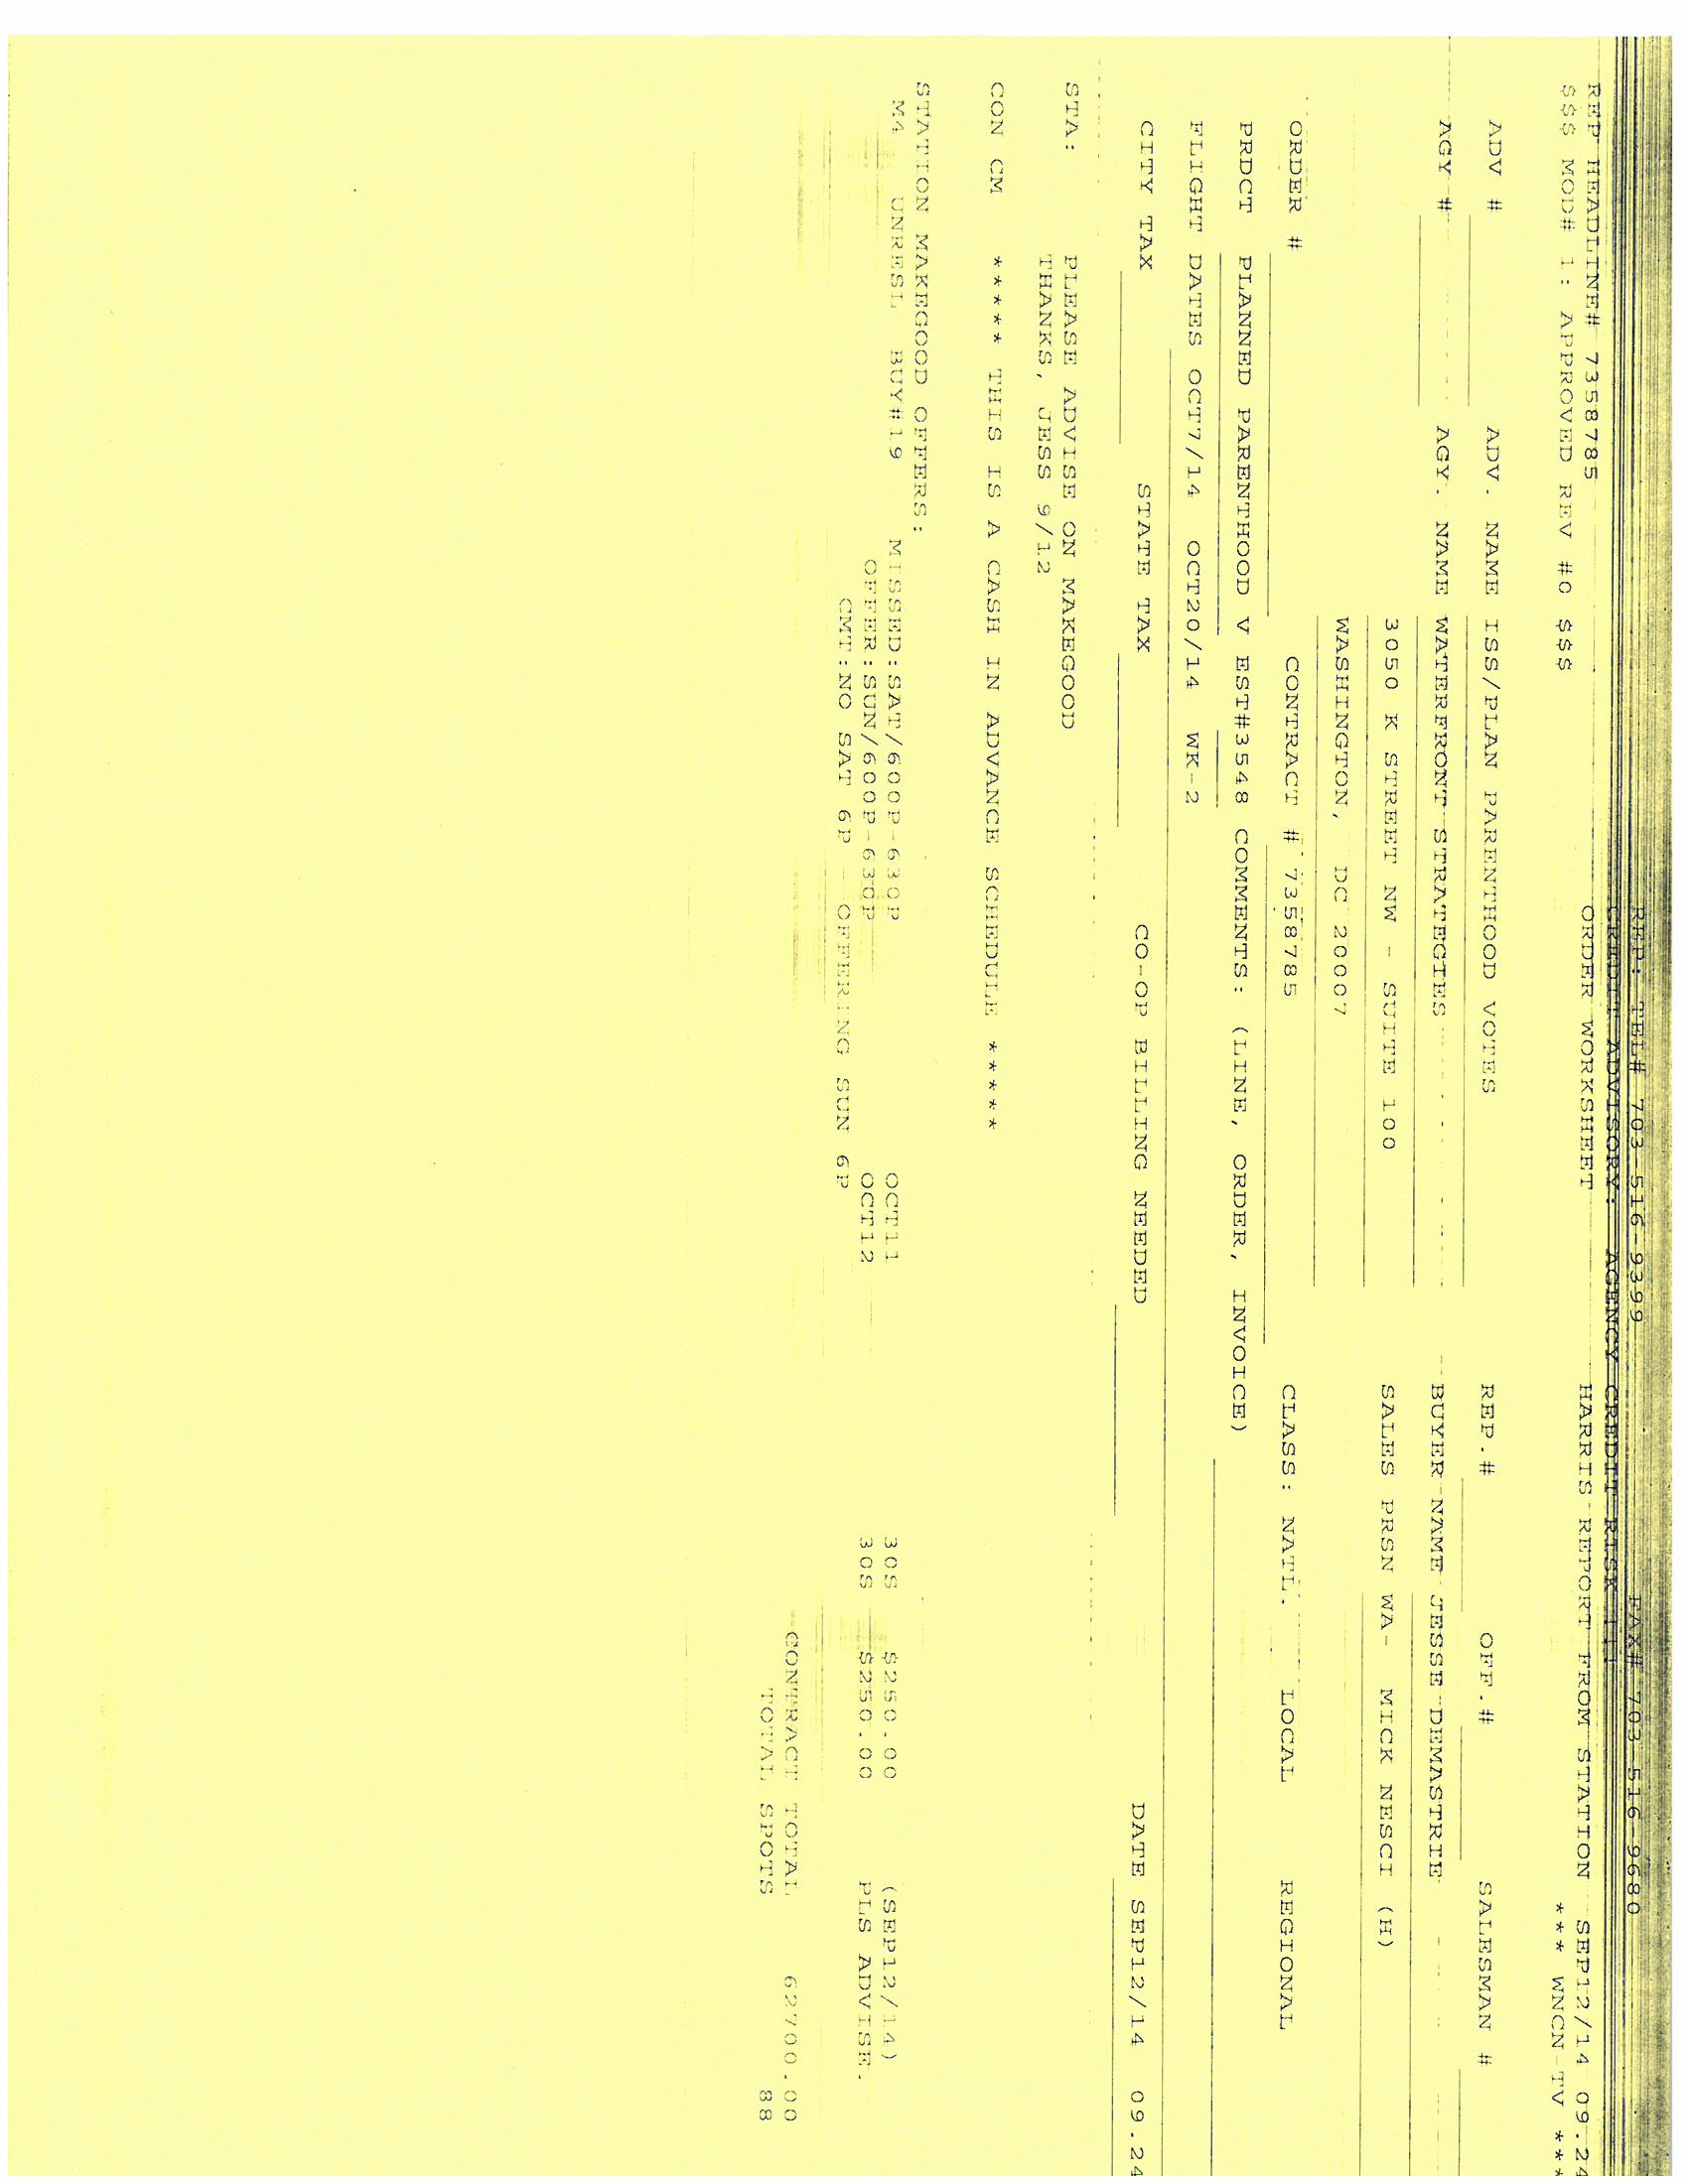 REP. TEL# 703-516-9399 FAX# 703-516-9680
CREDIT ADVISORY: AGENCY CREDIT RISK
REP HEADLINE# 7358785 ORDER WORKSHEET HARRIS REPORT FROM STATION SEP12/14 09.24
$$$ MOD# 1: APPROVED REV #0 $$$ *** WNCN-TV ***
ADV # ADV. NAME ISS/PLAN PARENTHOOD VOTES REP.# OFF.# SALESMAN #
AGY # AGY. NAME WATERFRONT STRATEGIES BUYER NAME JESSE DEMASTRIE
3050 K STREET NW - SUITE 100 SALES PRSN WA- MICK NESCI (H)
WASHINGTON, DC 20007
ORDER # CONTRACT # 7358785 CLASS: NATL. LOCAL REGIONAL
PRDCT PLANNED PARENTHOOD V EST#3548 COMMENTS: (LINE, ORDER, INVOICE)
FLIGHT DATES OCT7/14 OCT20/14 WK-2
CITY TAX STATE TAX CO-OP BILLING NEEDED DATE SEP12/14 09.24
STA: PLEASE ADVISE ON MAKEGOOD
THANKS, JESS 9/12
CON CM ***** THIS IS A CASH IN ADVANCE SCHEDULE *****
STATION MAKEGOOD OFFERS:
M4 UNRESL BUY#19 MISSED:SAT/600P-630P OCT11 30S $250.00 (SEP12/14)
OFFER:SUN/600P-630P OCT12 30S $250.00 PLS ADVISE.
CMT:NO SAT 6P - OFFERING SUN 6P
CONTRACT TOTAL 62700.00
TOTAL SPOTS 88